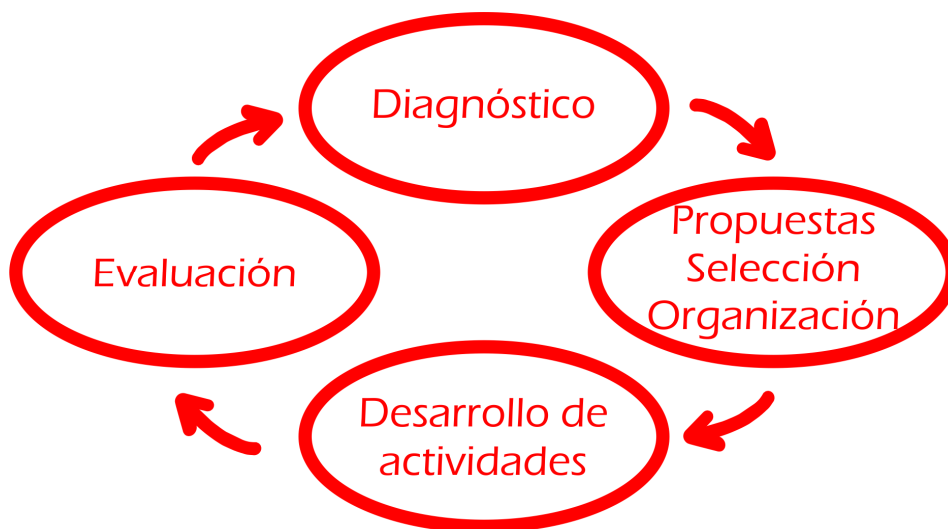 Diagnóstico
Propuestas
Selección
Organización
Desarrollo de
actividades
Evaluación